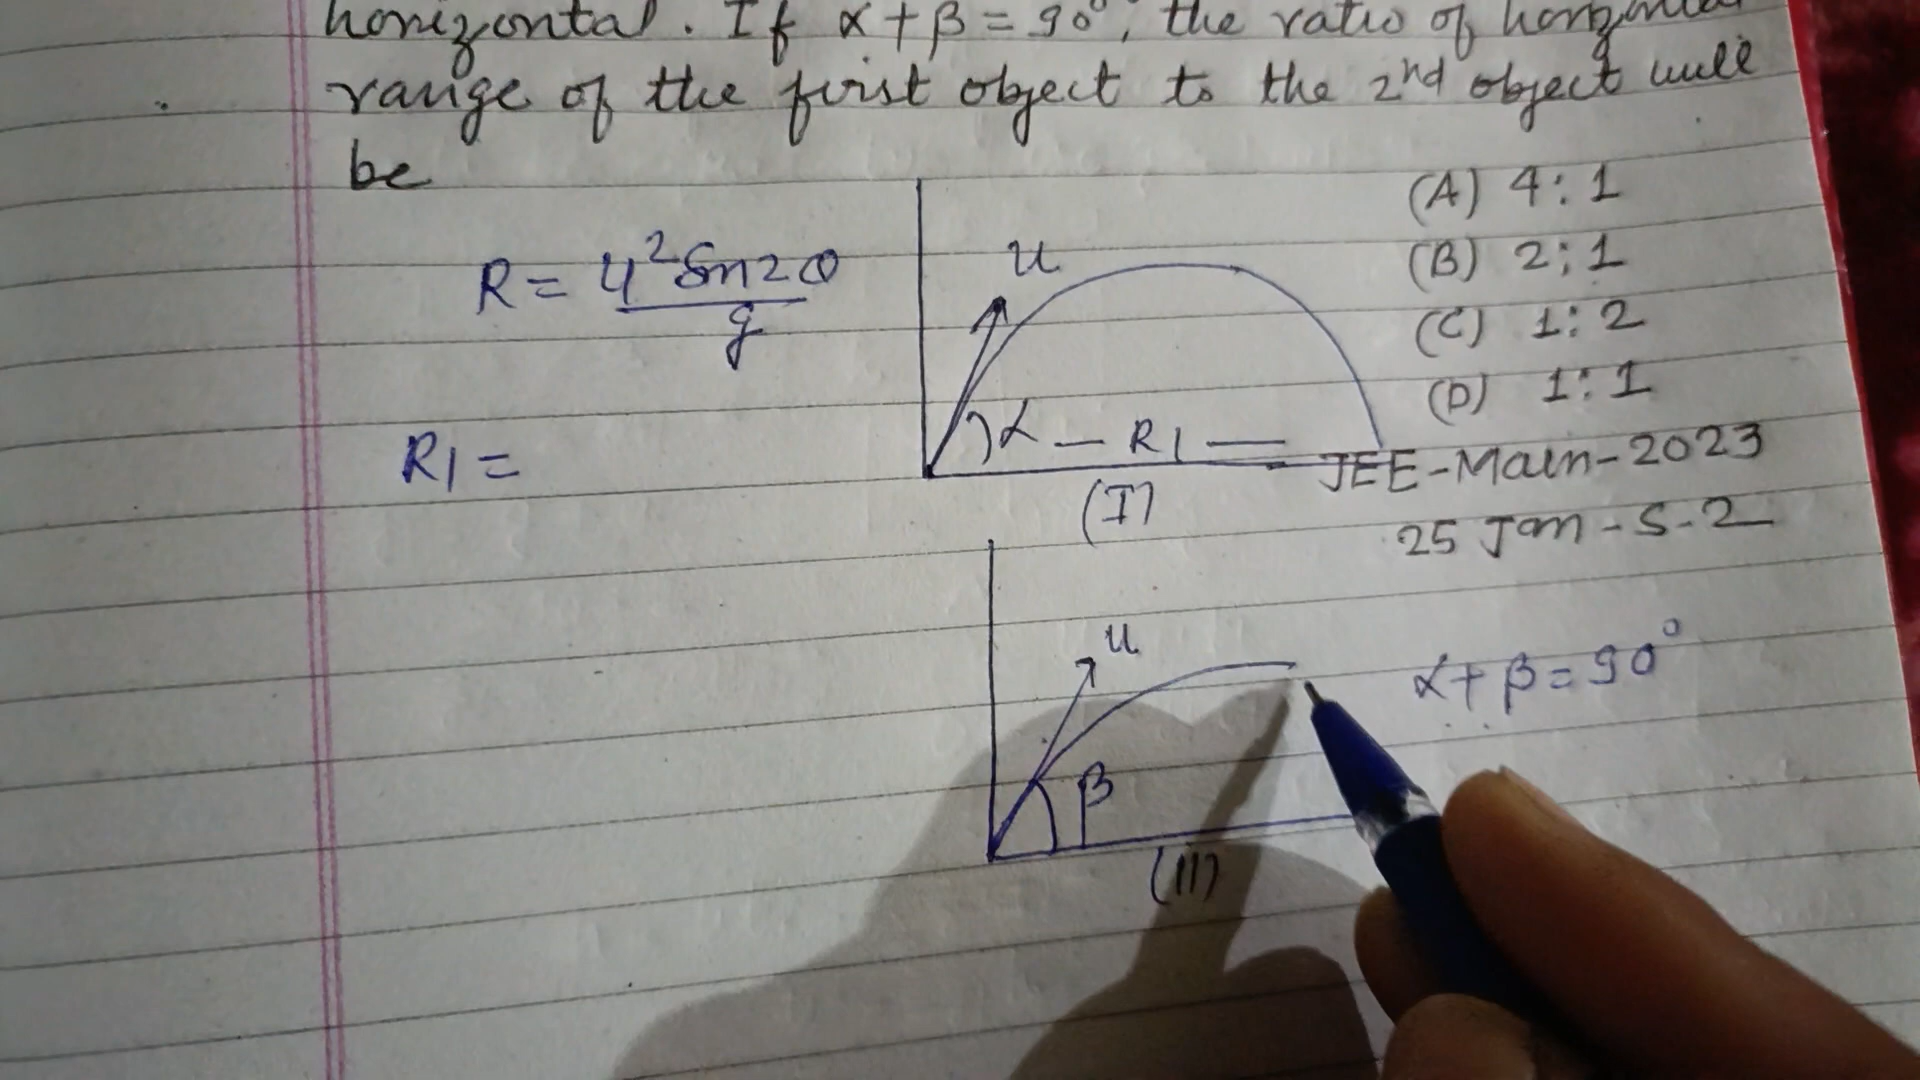 horizontal. If α+β=90°, the ratio of horizontal
range of the first object to the 2nd object will
be
(A) 4:1
(B) 2:1
(C) 1:2
(D) 1:1
JEE-Main-2023
25 Jan-S-2
R = u² Sin2θ
g
u
α — R1 —
(I)
R1 =
u
α+β=90°
β
(II)